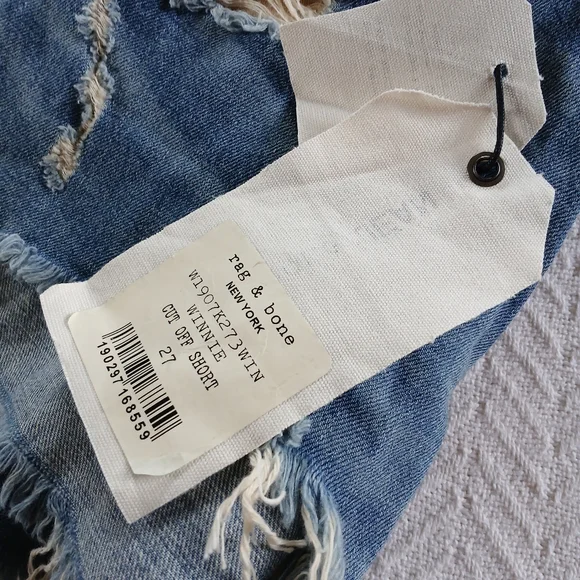 rag & bone
NEW YORK
W1907K273WIN
WINNIE
CUT OFF SHORT
27
190297168559